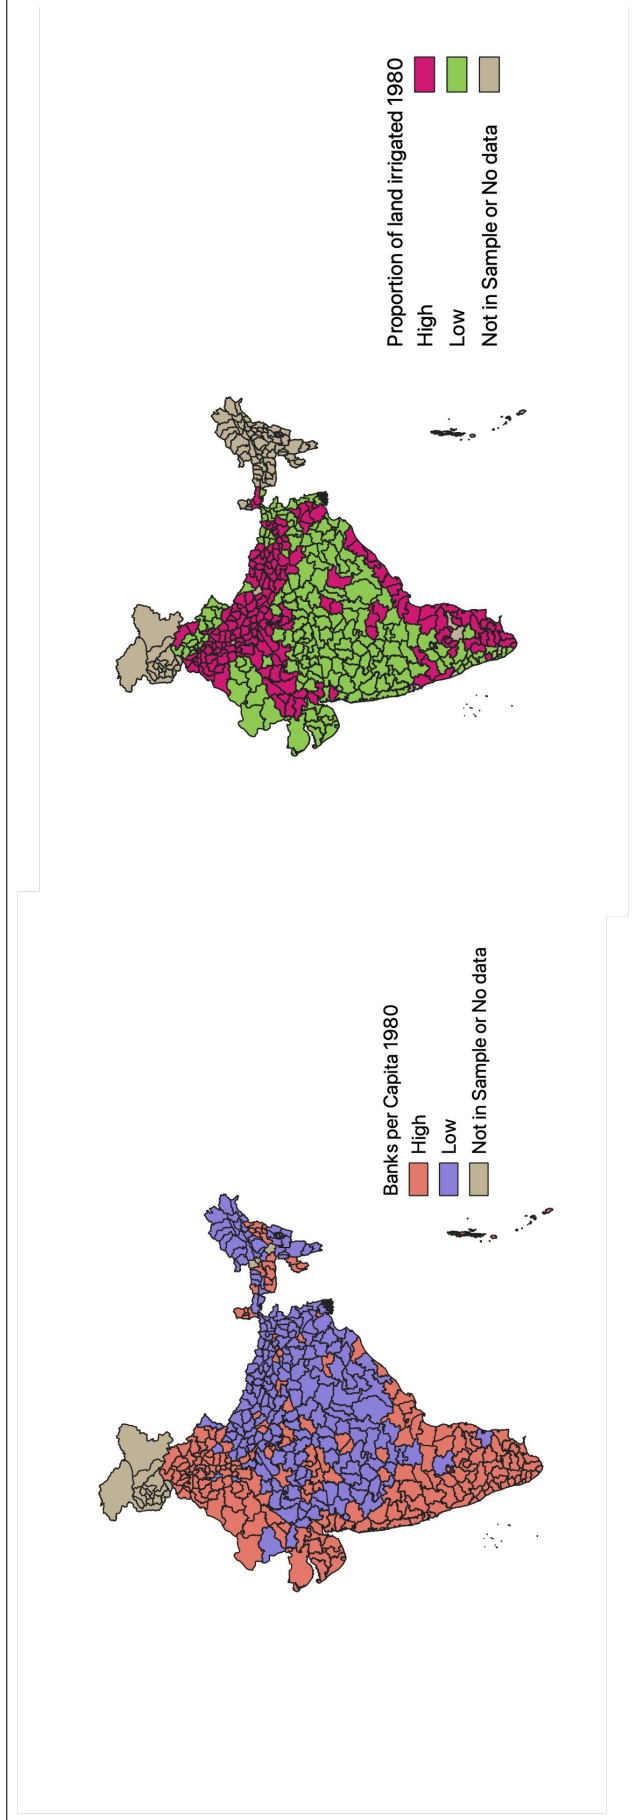 Banks per Capita 1980
High
Low
Not in Sample or No data
Proportion of land irrigated 1980
High
Low
Not in Sample or No data